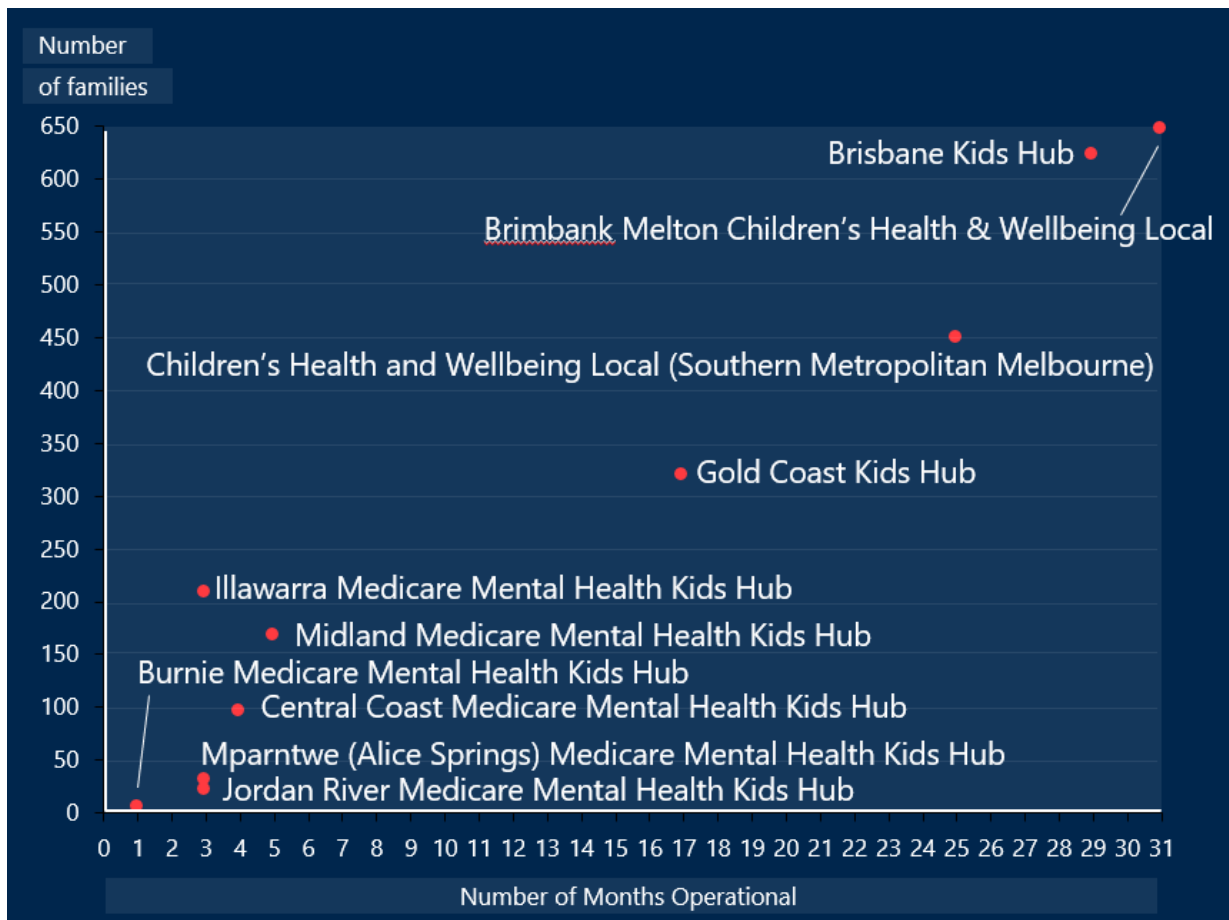 Number
of families
650
Brisbane Kids Hub
600
Brimbank Melton Children's Health & Wellbeing Local
550
500
450
Children's Health and Wellbeing Local (Southern Metropolitan Melbourne)
400
350
Gold Coast Kids Hub
300
250
Illawarra Medicare Mental Health Kids Hub
200
Midland Medicare Mental Health Kids Hub
150
Burnie Medicare Mental Health Kids Hub
100
Central Coast Medicare Mental Health Kids Hub
Mparntwe (Alice Springs) Medicare Mental Health Kids Hub
50
Jordan River Medicare Mental Health Kids Hub
0
0 1 2 3 4 5 6 7 8 9 10 11 12 13 14 15 16 17 18 19 20 21 22 23 24 25 26 27 28 29 30 31
Number of Months Operational